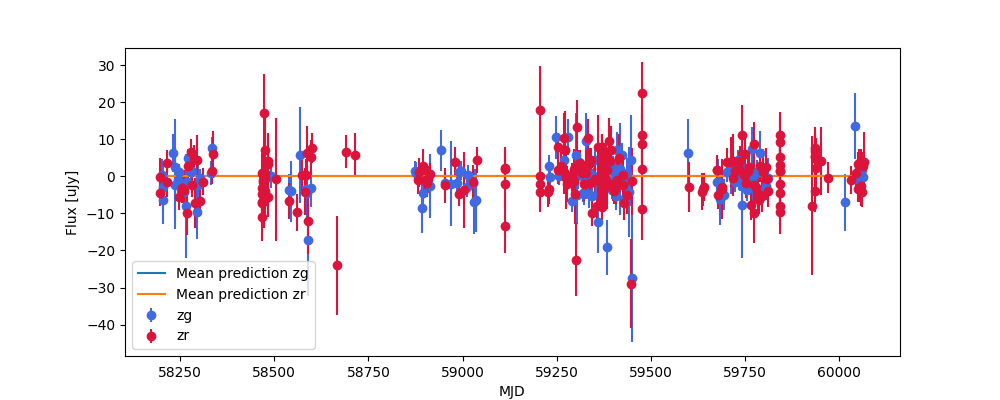 30
20
10
0
−10
−20
−30
−40
Flux [uJy]
Mean prediction zg
Mean prediction zr
zg
zr
58250 58500 58750 59000 59250 59500 59750 60000
MJD